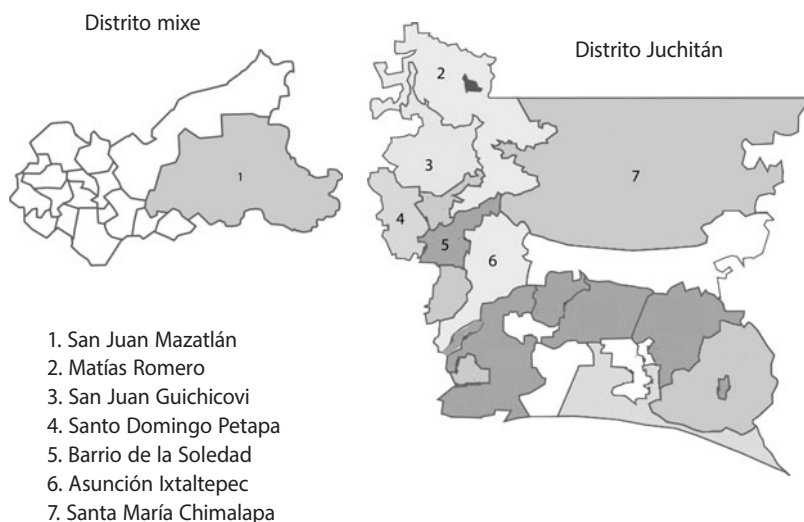 Distrito mixe
Distrito Juchitán
1
2
3
4
5
6
7
1. San Juan Mazatlán
2. Matías Romero
3. San Juan Guichicovi
4. Santo Domingo Petapa
5. Barrio de la Soledad
6. Asunción Ixtaltepec
7. Santa María Chimalapa